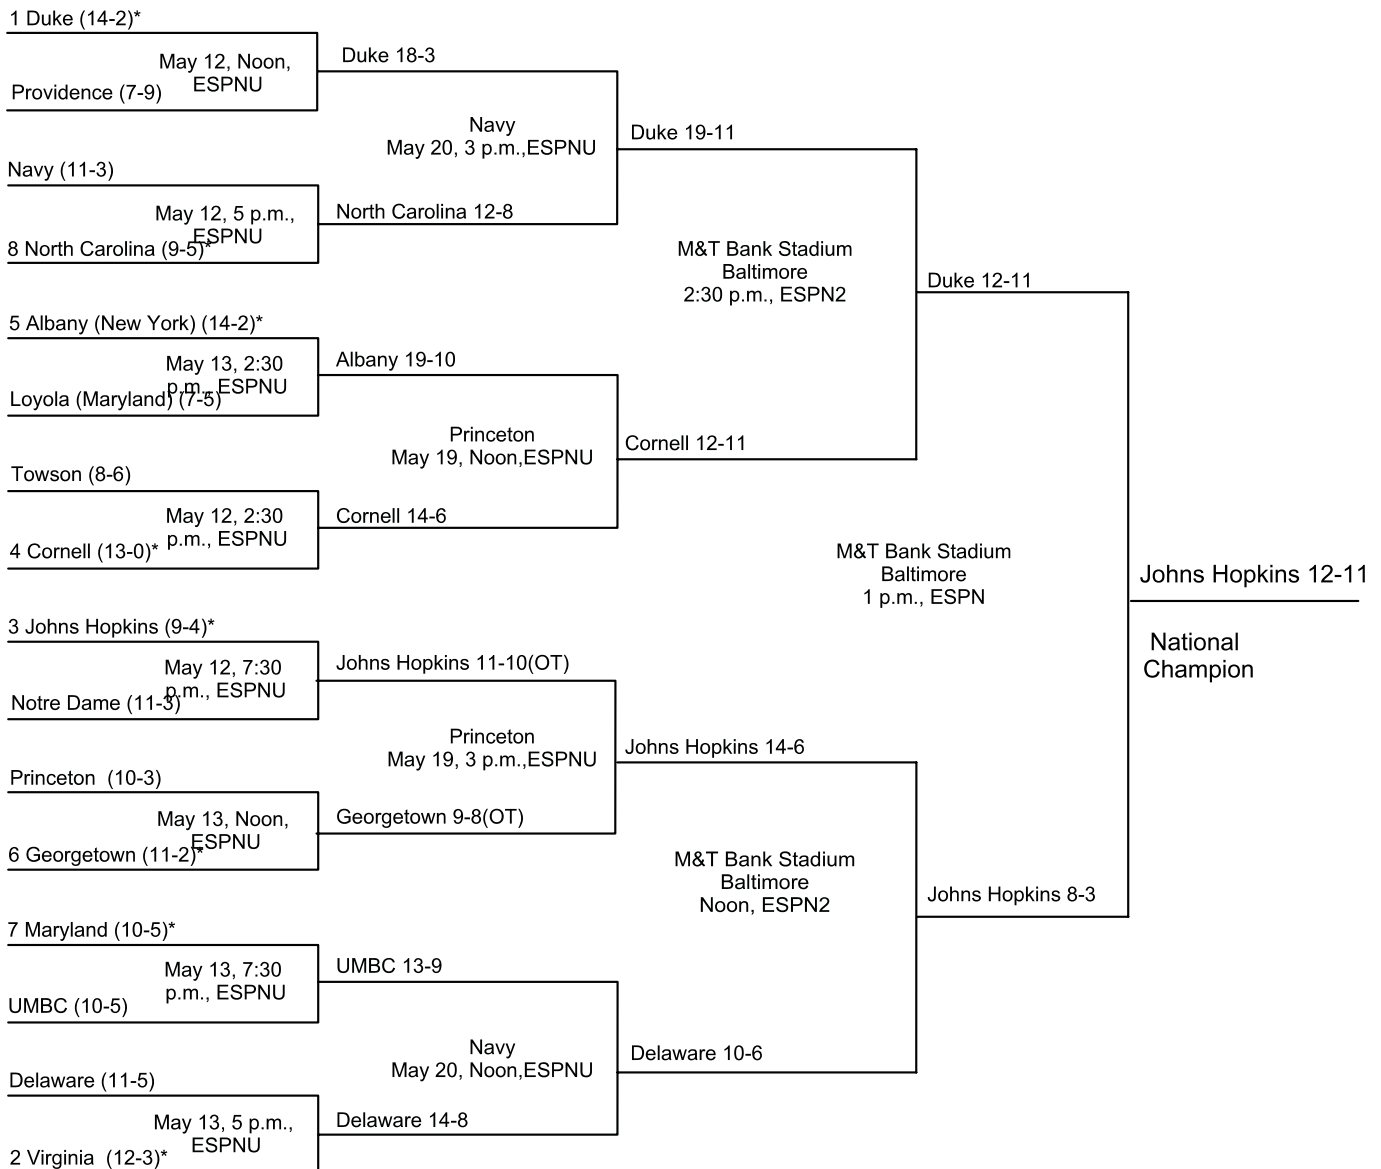 1 Duke (14-2)*
May 12, Noon,
ESPNU
Providence (7-9)
Duke 18-3
Navy
May 20, 3 p.m.,ESPNU
Duke 19-11
Navy (11-3)
May 12, 5 p.m.,
ESPNU
8 North Carolina (9-5)*
North Carolina 12-8
M&T Bank Stadium
Baltimore
2:30 p.m., ESPN2
Duke 12-11
5 Albany (New York) (14-2)*
May 13, 2:30
p.m., ESPNU
Loyola (Maryland) (7-5)
Albany 19-10
Princeton
May 19, Noon,ESPNU
Cornell 12-11
Towson (8-6)
May 12, 2:30
p.m., ESPNU
4 Cornell (13-0)*
Cornell 14-6
M&T Bank Stadium
Baltimore
1 p.m., ESPN
Johns Hopkins 12-11
National
Champion
3 Johns Hopkins (9-4)*
May 12, 7:30
p.m., ESPNU
Notre Dame (11-3)
Johns Hopkins 11-10(OT)
Princeton
May 19, 3 p.m.,ESPNU
Johns Hopkins 14-6
Princeton  (10-3)
May 13, Noon,
ESPNU
6 Georgetown (11-2)*
Georgetown 9-8(OT)
M&T Bank Stadium
Baltimore
Noon, ESPN2
Johns Hopkins 8-3
7 Maryland (10-5)*
May 13, 7:30
p.m., ESPNU
UMBC (10-5)
UMBC 13-9
Navy
May 20, Noon,ESPNU
Delaware 10-6
Delaware (11-5)
May 13, 5 p.m.,
ESPNU
2 Virginia  (12-3)*
Delaware 14-8